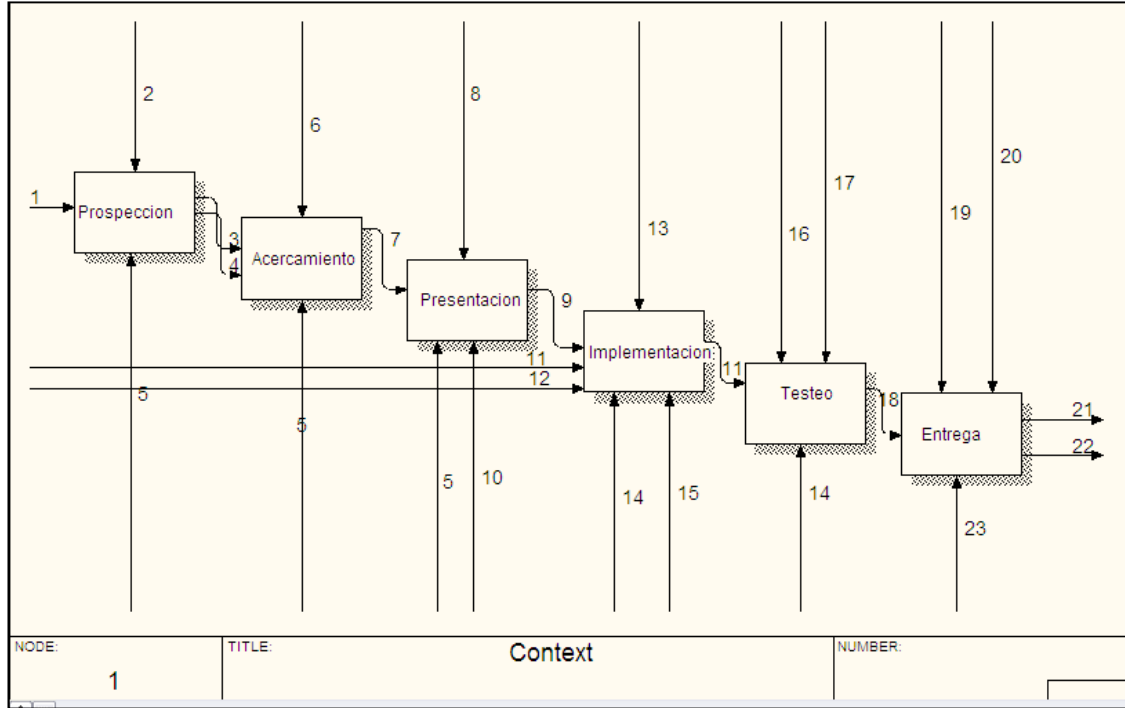 2
6
8
13
16
17
19
20
1
Prospeccion
3
4
Acercamiento
7
Presentacion
9
Implementacion
11
12
11
Testeo
18
Entrega
21
22
5
5
5
10
14
15
14
23
NODE:
1
TITLE:
Context
NUMBER: